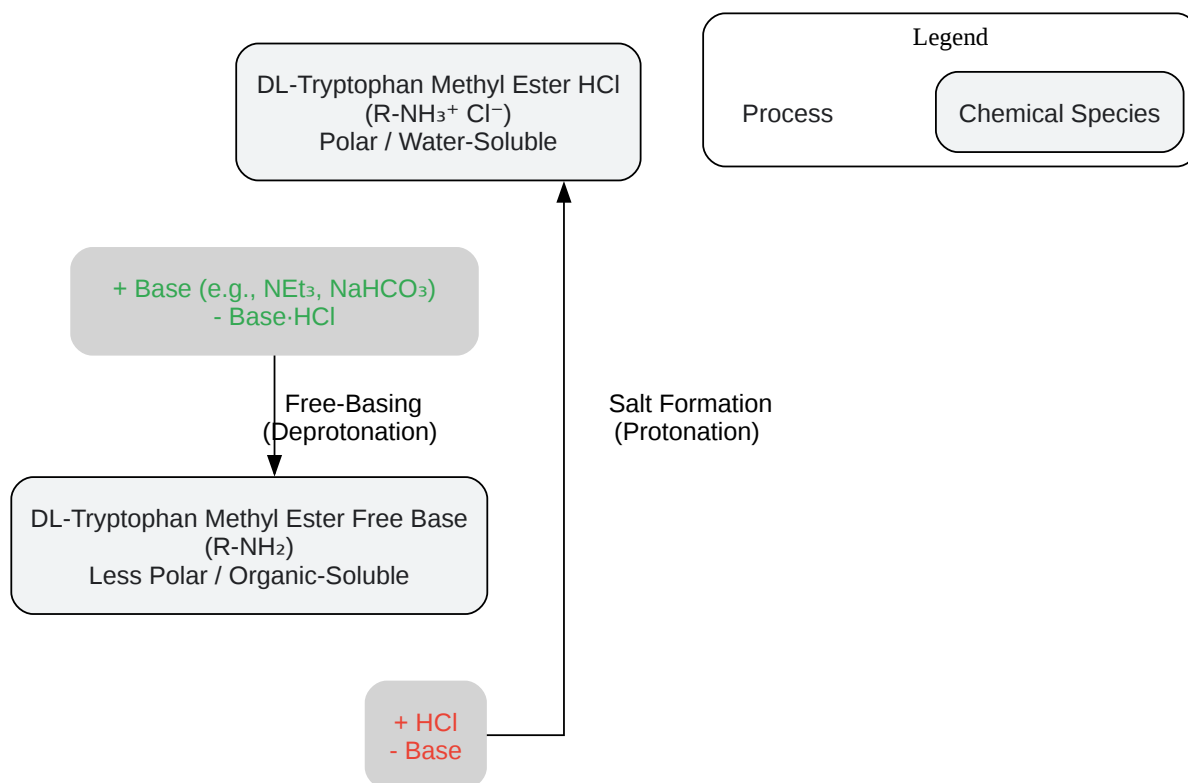 Legend
Process
Chemical Species
DL-Tryptophan Methyl Ester HCl
(R-NH₃⁺ Cl⁻)
Polar / Water-Soluble
+ Base (e.g., NEt₃, NaHCO₃)
- Base·HCl
Free-Basing
(Deprotonation)
Salt Formation
(Protonation)
DL-Tryptophan Methyl Ester Free Base
(R-NH₂)
Less Polar / Organic-Soluble
+ HCl
- Base